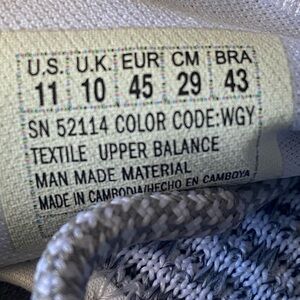 U.S. U.K. EUR CM BRA
11 10 45 29 43
SN 52114 COLOR CODE:WGY
TEXTILE UPPER BALANCE
MAN MADE MATERIAL
MADE IN CAMBODIA/HECHO EN CAMBOYA